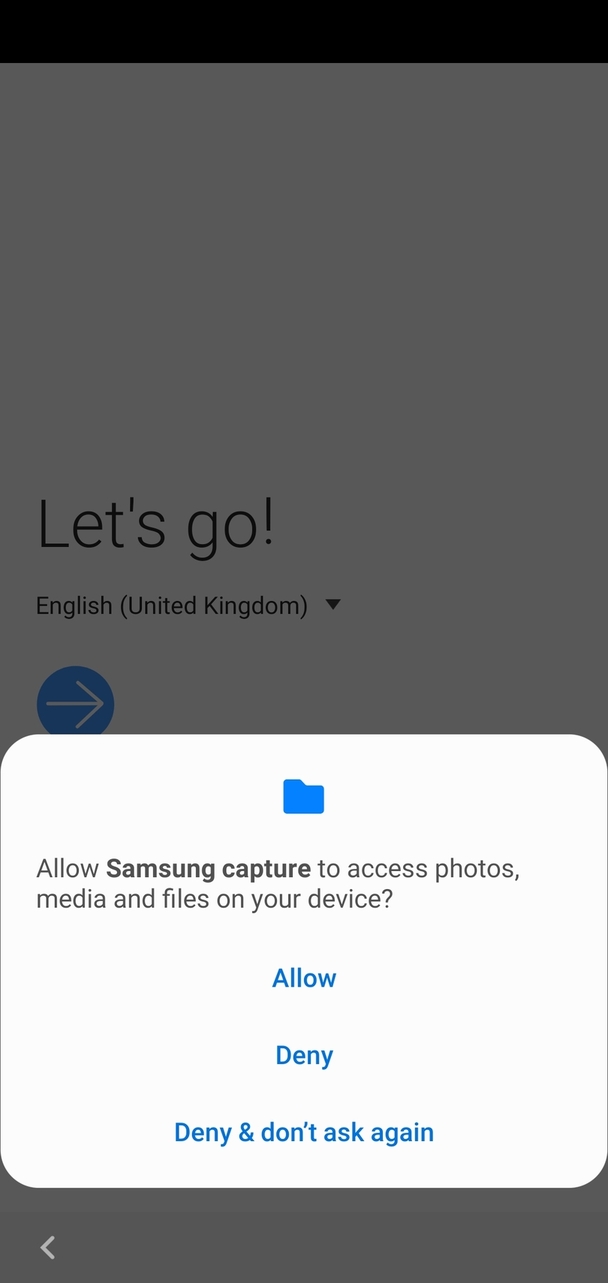 Let's go!
English (United Kingdom)
Allow Samsung capture to access photos,
media and files on your device?
Allow
Deny
Deny & don’t ask again